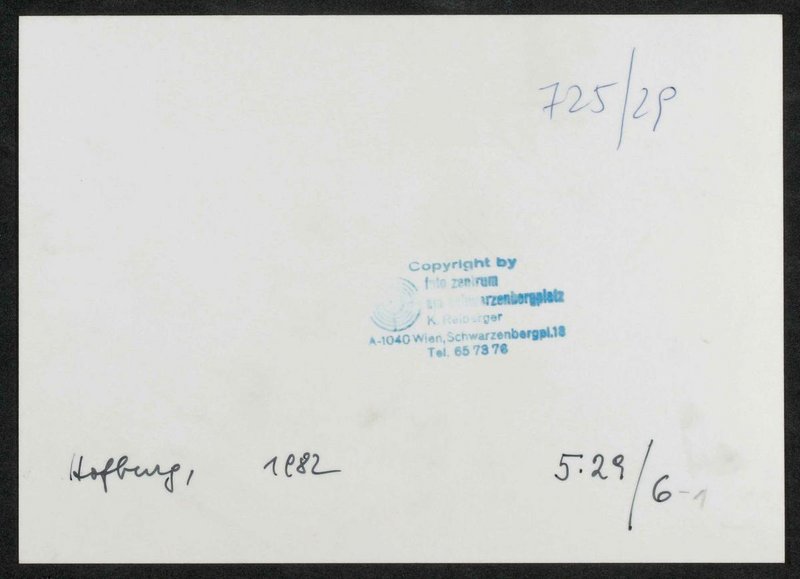 725/29
Copyright by
foto zentrum
am schwarzenbergplatz
K.
A-1040 Wien, Schwarzenbergpl.18
Tel. 65 73 76
Hofburg, 1982
5.29/6-1